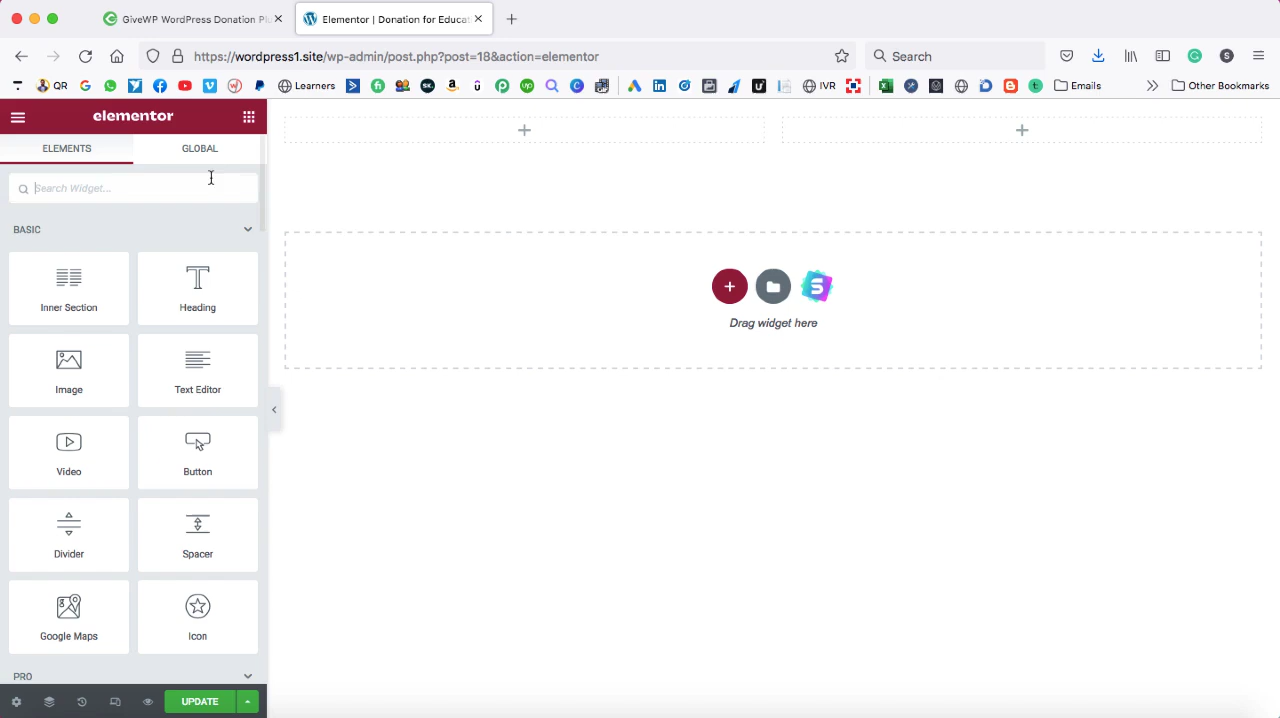 GiveWP WordPress Donation Plu
Elementor | Donation for Educat
https://wordpress1.site/wp-admin/post.php?post=18&action=elementor
Search
QR
Learners
IVR
Emails
Other Bookmarks
elementor
ELEMENTS
GLOBAL
Search Widget...
BASIC
Inner Section
Heading
Image
Text Editor
Video
Button
Divider
Spacer
Google Maps
Icon
PRO
UPDATE
Drag widget here